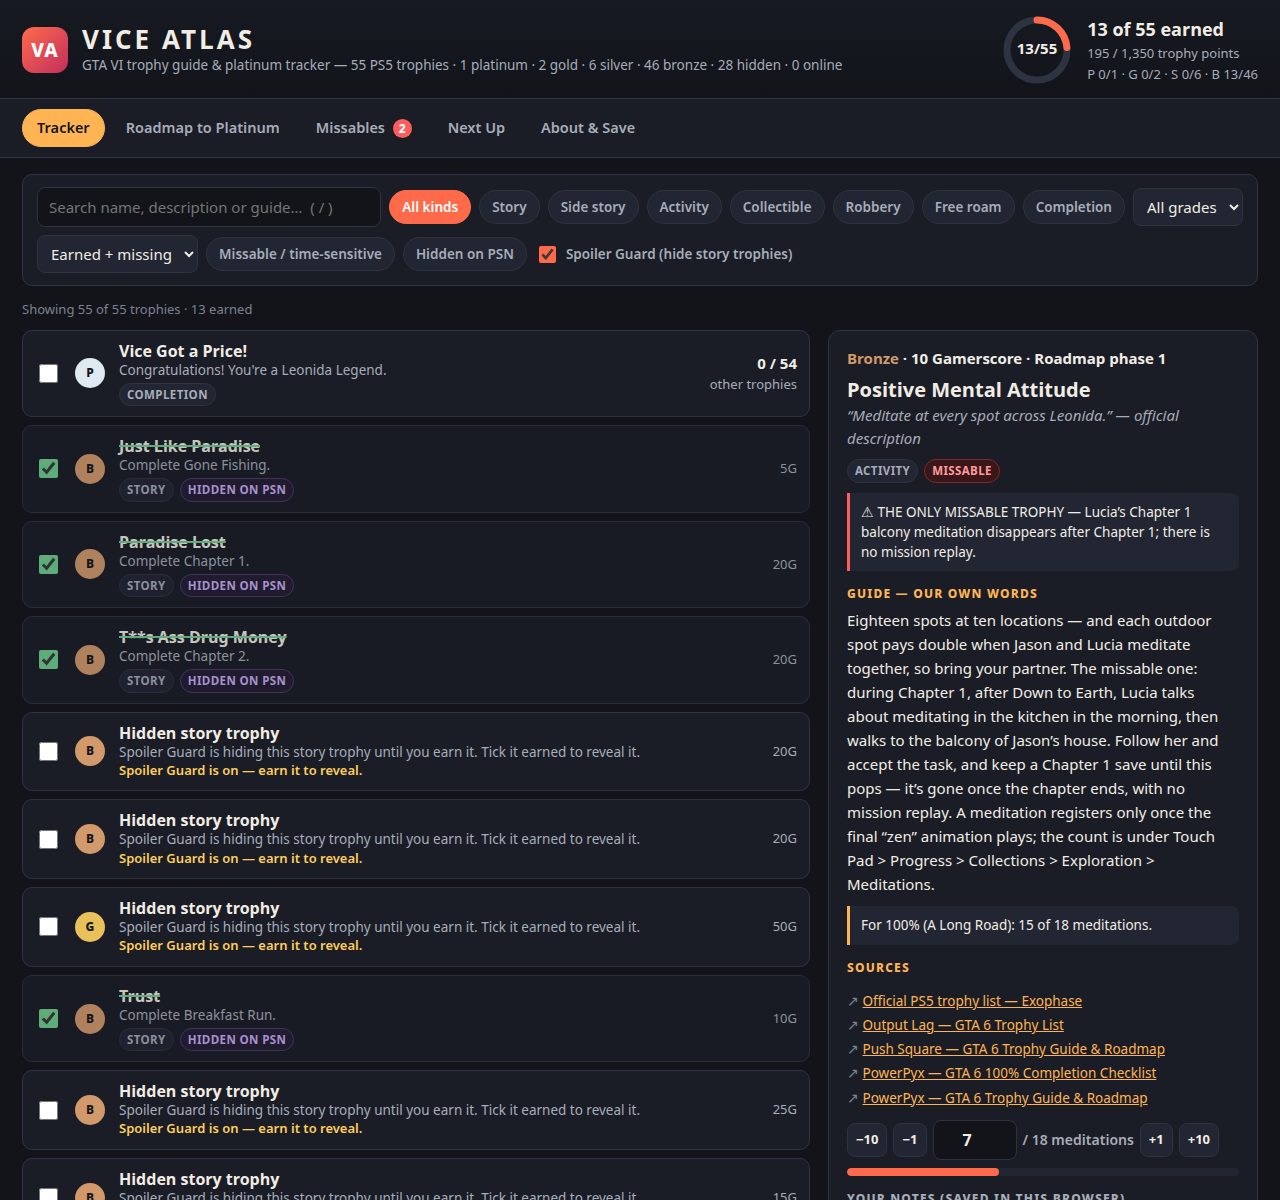 VA
VICE ATLAS
GTA VI trophy guide & platinum tracker — 55 PS5 trophies · 1 platinum · 2 gold · 6 silver · 46 bronze · 28 hidden · 0 online
13/55
13 of 55 earned
195 / 1,350 trophy points
P 0/1 · G 0/2 · S 0/6 · B 13/46
Tracker
Roadmap to Platinum
Missables 2
Next Up
About & Save
Search name, description or guide… ( / )
All kinds
Story
Side story
Activity
Collectible
Robbery
Free roam
Completion
All grades
Earned + missing
Missable / time-sensitive
Hidden on PSN
Spoiler Guard (hide story trophies)
Showing 55 of 55 trophies · 13 earned
P
Vice Got a Price!
Congratulations! You're a Leonida Legend.
COMPLETION
0 / 54
other trophies
B
Just Like Paradise
Complete Gone Fishing.
STORY HIDDEN ON PSN
5G
B
Paradise Lost
Complete Chapter 1.
STORY HIDDEN ON PSN
20G
B
T**s Ass Drug Money
Complete Chapter 2.
STORY HIDDEN ON PSN
20G
B
Hidden story trophy
Spoiler Guard is hiding this story trophy until you earn it. Tick it earned to reveal it.
Spoiler Guard is on — earn it to reveal.
20G
B
Hidden story trophy
Spoiler Guard is hiding this story trophy until you earn it. Tick it earned to reveal it.
Spoiler Guard is on — earn it to reveal.
20G
G
Hidden story trophy
Spoiler Guard is hiding this story trophy until you earn it. Tick it earned to reveal it.
Spoiler Guard is on — earn it to reveal.
50G
B
Trust
Complete Breakfast Run.
STORY HIDDEN ON PSN
10G
B
Hidden story trophy
Spoiler Guard is hiding this story trophy until you earn it. Tick it earned to reveal it.
Spoiler Guard is on — earn it to reveal.
25G
B
Hidden story trophy
Spoiler Guard is hiding this story trophy until you earn it. Tick it earned to reveal it.
15G
Bronze · 10 Gamerscore · Roadmap phase 1
Positive Mental Attitude
“Meditate at every spot across Leonida.” — official
description
ACTIVITY MISSABLE
⚠ THE ONLY MISSABLE TROPHY — Lucia’s Chapter 1
balcony meditation disappears after Chapter 1; there is
no mission replay.
GUIDE — OUR OWN WORDS
Eighteen spots at ten locations — and each outdoor
spot pays double when Jason and Lucia meditate
together, so bring your partner. The missable one:
during Chapter 1, after Down to Earth, Lucia talks
about meditating in the kitchen in the morning, then
walks to the balcony of Jason’s house. Follow her and
accept the task, and keep a Chapter 1 save until this
pops — it’s gone once the chapter ends, with no
mission replay. A meditation registers only once the
final “zen” animation plays; the count is under Touch
Pad > Progress > Collections > Exploration >
Meditations.
For 100% (A Long Road): 15 of 18 meditations.
SOURCES
↗ Official PS5 trophy list — Exophase
↗ Output Lag — GTA 6 Trophy List
↗ Push Square — GTA 6 Trophy Guide & Roadmap
↗ PowerPyx — GTA 6 100% Completion Checklist
↗ PowerPyx — GTA 6 Trophy Guide & Roadmap
−10 −1 7 / 18 meditations +1 +10
YOUR NOTES (SAVED IN THIS BROWSER)